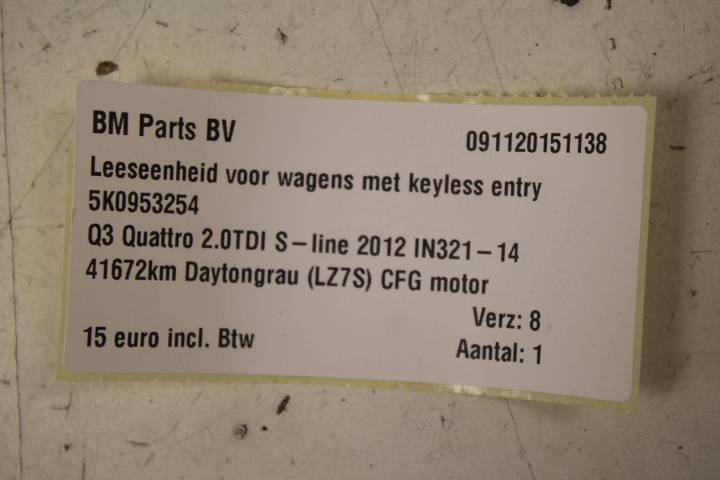 BM Parts BV 091120151138
Leeseenheid voor wagens met keyless entry
5K0953254
Q3 Quattro 2.0TDI S-line 2012 IN321-14
41672km Daytongrau (LZ7S) CFG motor
Verz: 8
15 euro incl. Btw
Aantal: 1